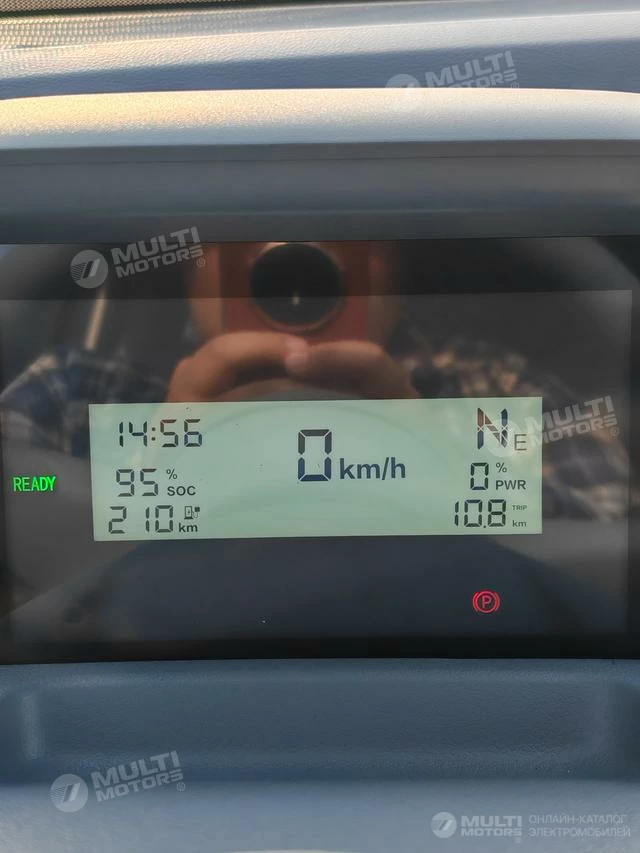 MULTI
MOTORS®
MULTI
MOTORS®
14:56
0 km/h
N E
95 % SOC
0 % PWR
READY
210 km
10.8 TRIP km
MULTI
MOTORS®
P
MULTI
MOTORS®
MULTI
MOTORS®
ОНЛАЙН-КАТАЛОГ
ЭЛЕКТРОМОБИЛЕЙ